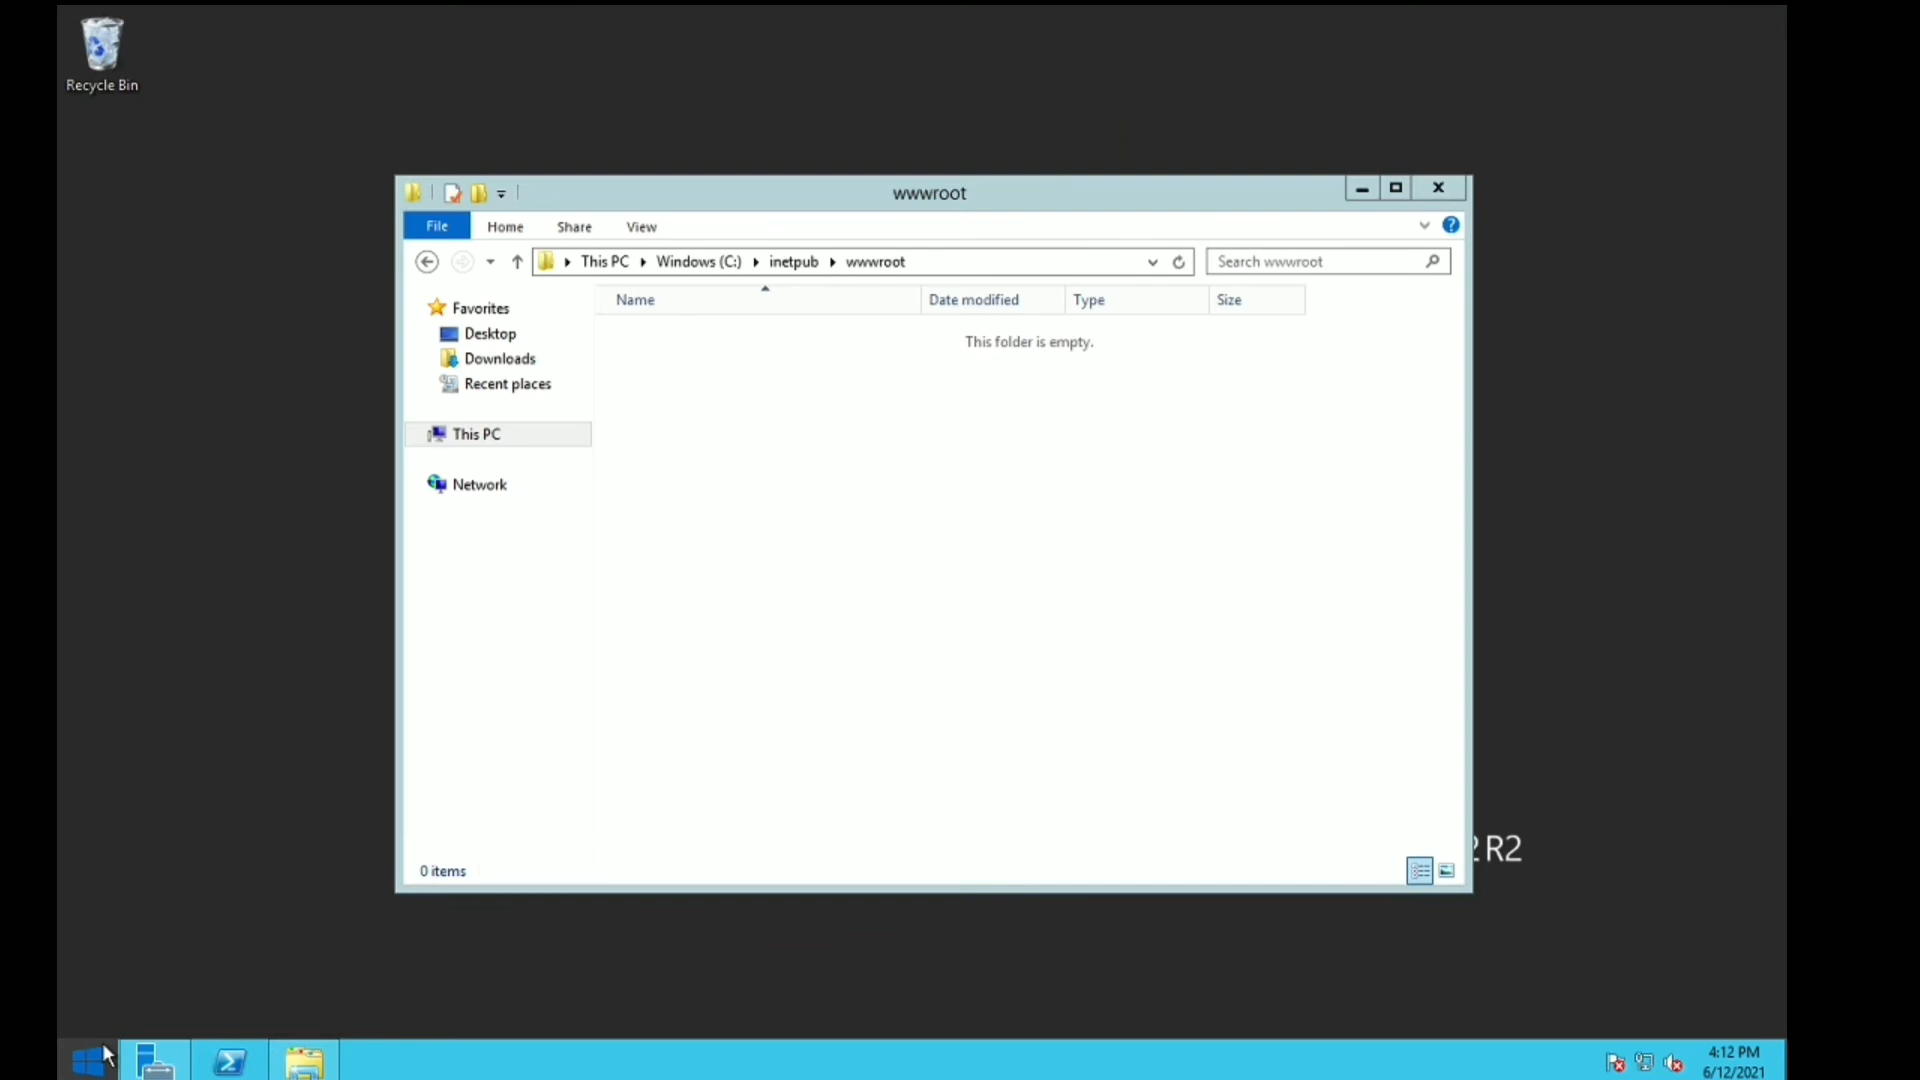 Recycle Bin
wwwroot
File Home Share View
This PC Windows (C:) inetpub wwwroot
Search wwwroot
Name Date modified Type Size
This folder is empty.
Favorites
Desktop
Downloads
Recent places
This PC
Network
R2
0 items
4:12 PM
6/12/2021